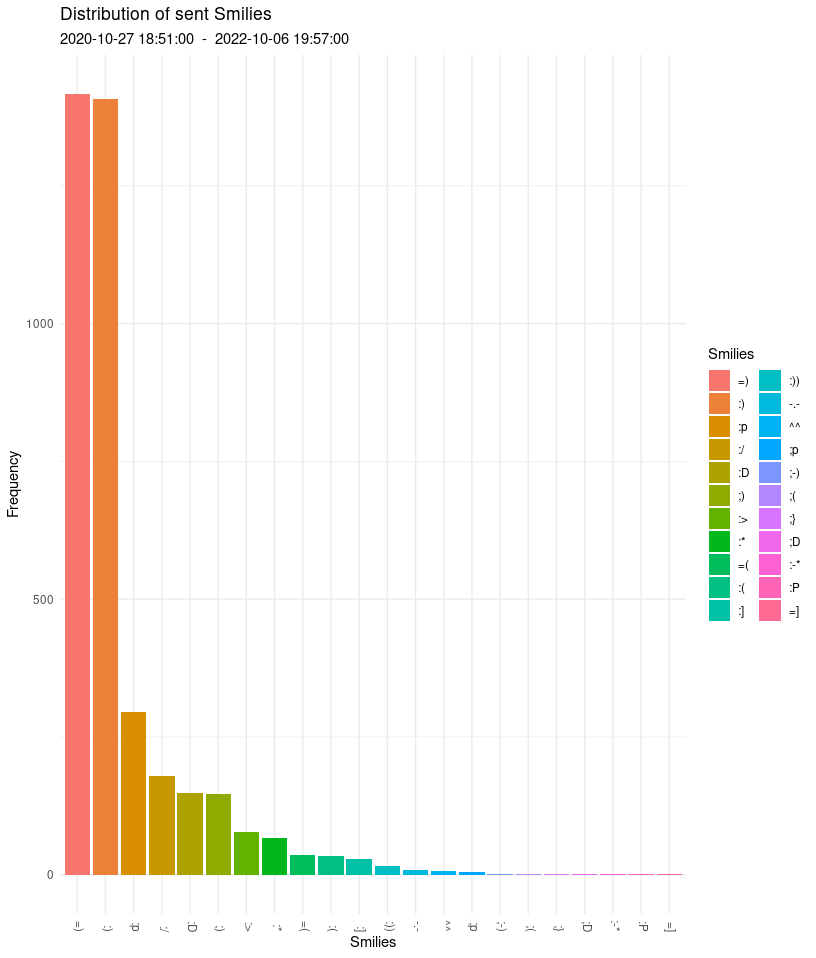 Distribution of sent Smilies
2020-10-27 18:51:00 - 2022-10-06 19:57:00
Frequency
1000
500
0
=) :) :p :/ :D ;) :> :* =( :( :] :)) -.- ^^ ;p ;-) ;( ;} ;D :-* :P =]
Smilies
Smilies
=) :))
:) -.-
:p ^^
:/ ;p
:D ;-)
;) ;(
:> ;}
:* ;D
=( :-*
:( :P
:] =]